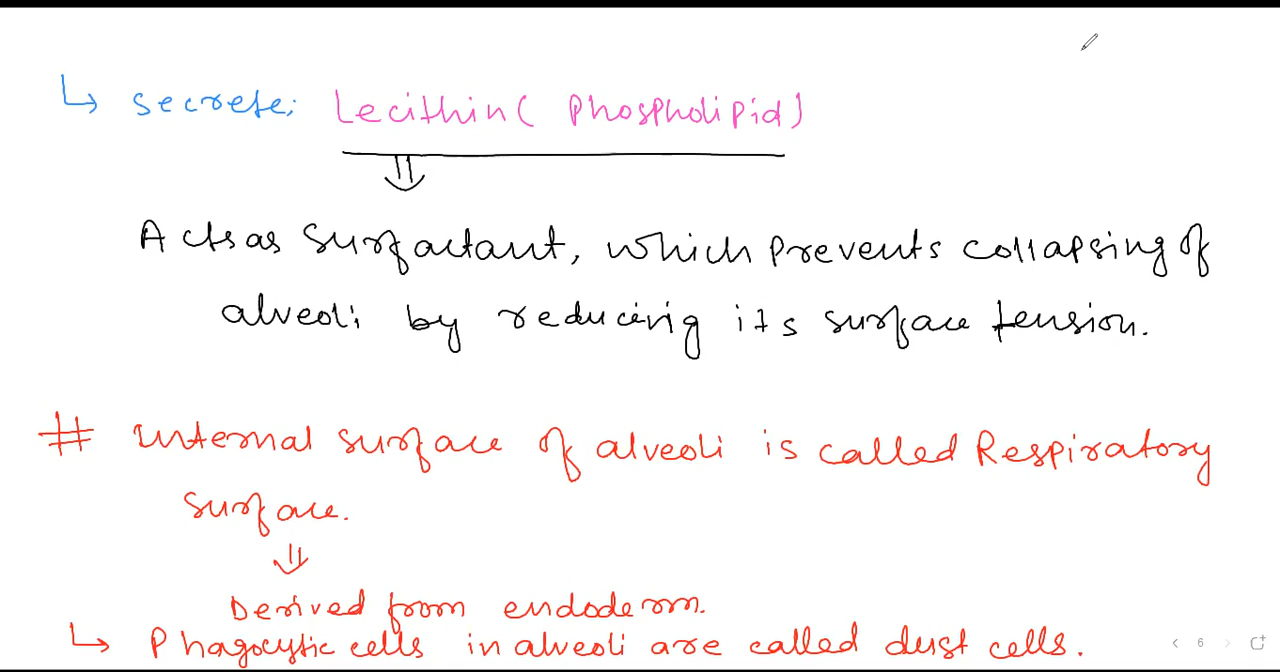 ↳ secrete; Lecithin ( Phospholipid )
⇓
Acts as surfactant, which prevents collapsing of
alveoli by reducing its surface tension.
# Internal surface of alveoli is called Respiratory
surface.
⇓
Derived from endoderm.
↳ Phagocytic cells in alveoli are called dust cells.
< 6 >